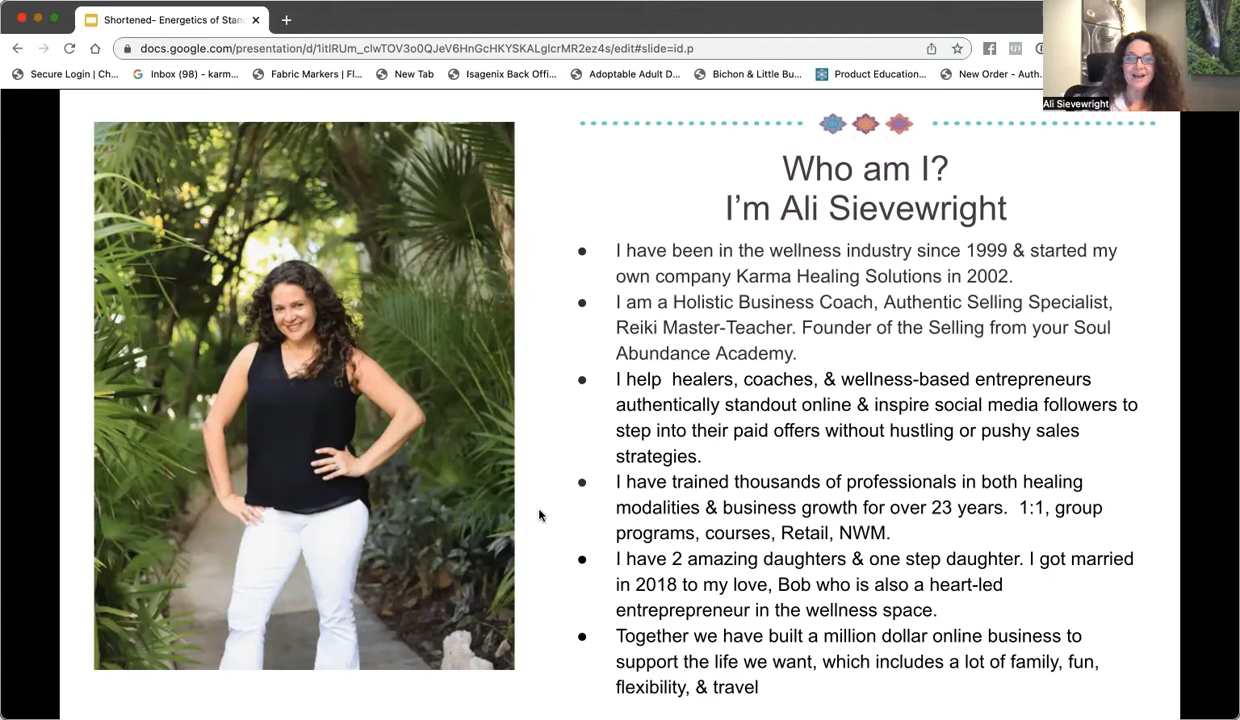 Shortened- Energetics of Stan
docs.google.com/presentation/d/1itlRUm_clwTOV3o0QJeV6HnGcHKYSKALglcrMR2ez4s/edit#slide=id.p
Secure Login | Ch...
Inbox (98) - karm...
Fabric Markers | Fl...
New Tab
Isagenix Back Offi...
Adoptable Adult D...
Bichon & Little Bu...
Product Education...
New Order - Auth...
Ali Sievewright
Who am I?
I’m Ali Sievewright
● I have been in the wellness industry since 1999 & started my
own company Karma Healing Solutions in 2002.
● I am a Holistic Business Coach, Authentic Selling Specialist,
Reiki Master-Teacher. Founder of the Selling from your Soul
Abundance Academy.
● I help  healers, coaches, & wellness-based entrepreneurs
authentically standout online & inspire social media followers to
step into their paid offers without hustling or pushy sales
strategies.
● I have trained thousands of professionals in both healing
modalities & business growth for over 23 years.  1:1, group
programs, courses, Retail, NWM.
● I have 2 amazing daughters & one step daughter. I got married
in 2018 to my love, Bob who is also a heart-led
entreprepreneur in the wellness space.
● Together we have built a million dollar online business to
support the life we want, which includes a lot of family, fun,
flexibility, & travel